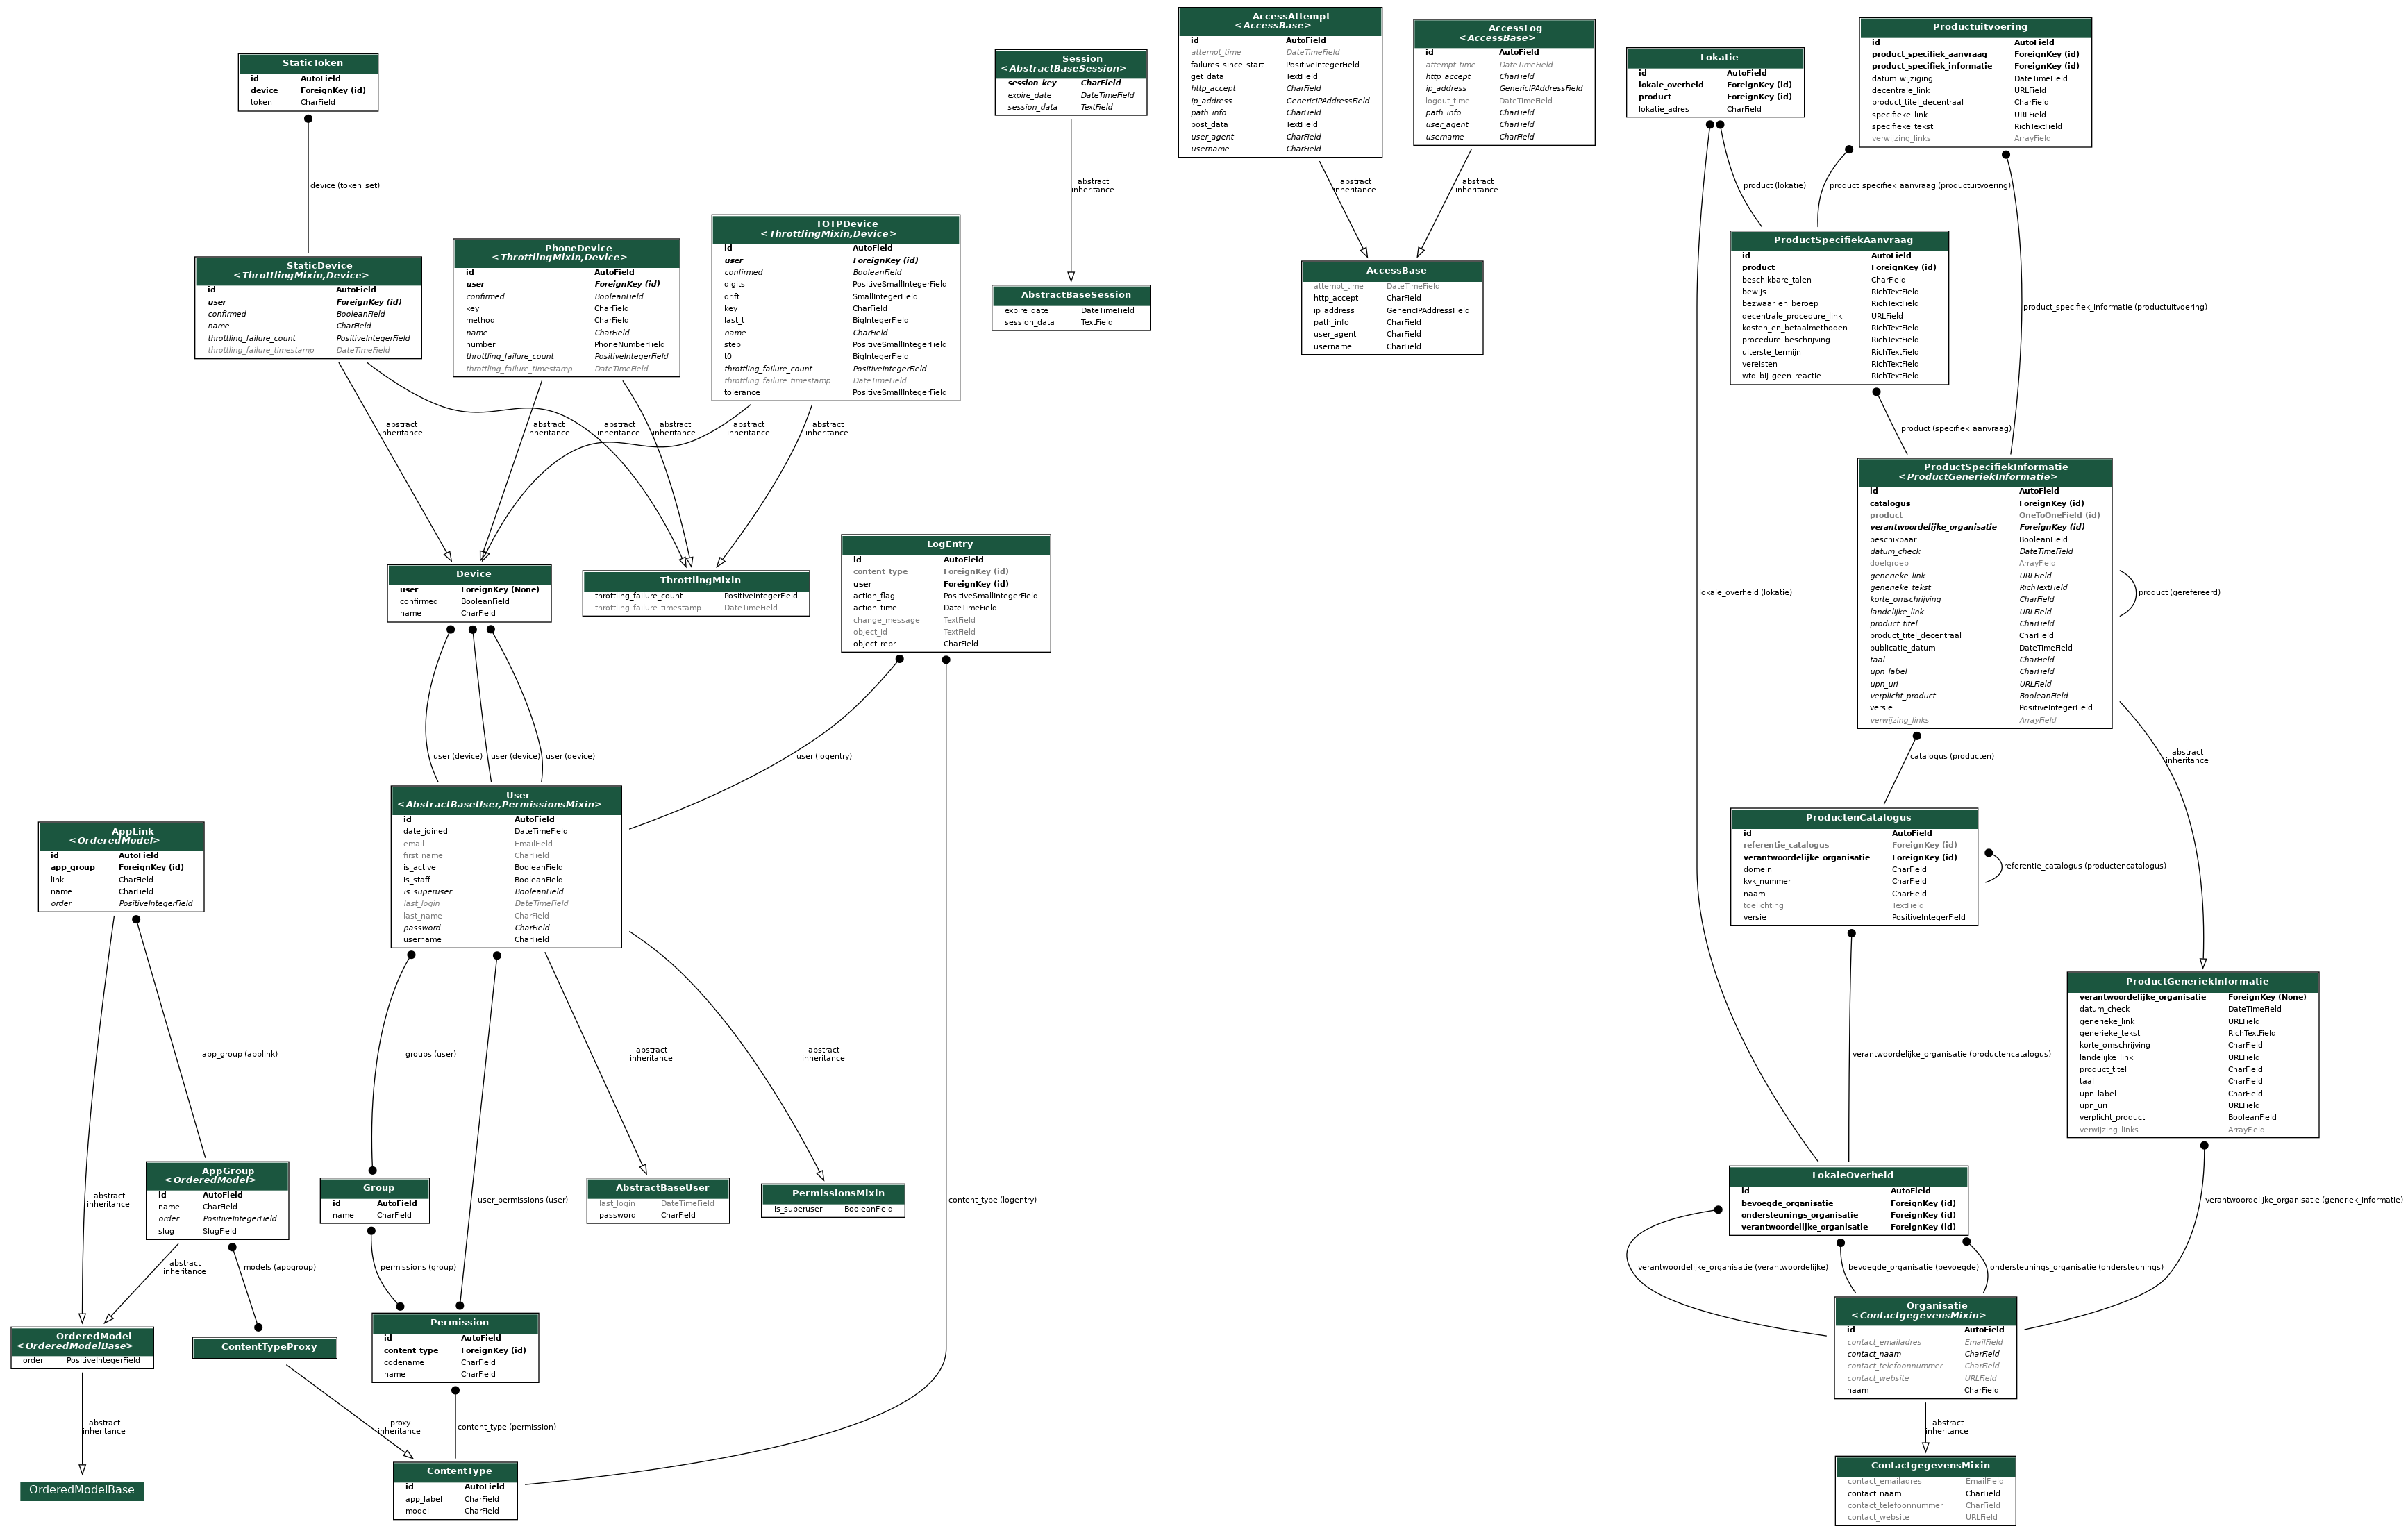 StaticToken
id AutoField
device ForeignKey (id)
token CharField
device (token_set)
Session
<AbstractBaseSession>
session_key CharField
expire_date DateTimeField
session_data TextField
abstract
inheritance
AbstractBaseSession
expire_date DateTimeField
session_data TextField
AccessAttempt
<AccessBase>
id AutoField
attempt_time DateTimeField
failures_since_start PositiveIntegerField
get_data TextField
http_accept CharField
ip_address GenericIPAddressField
path_info CharField
post_data TextField
user_agent CharField
username CharField
abstract
inheritance
AccessLog
<AccessBase>
id AutoField
attempt_time DateTimeField
http_accept CharField
ip_address GenericIPAddressField
logout_time DateTimeField
path_info CharField
user_agent CharField
username CharField
abstract
inheritance
AccessBase
attempt_time DateTimeField
http_accept CharField
ip_address GenericIPAddressField
path_info CharField
user_agent CharField
username CharField
Lokatie
id AutoField
lokale_overheid ForeignKey (id)
product ForeignKey (id)
lokatie_adres CharField
product (lokatie)
lokale_overheid (lokatie)
Productuitvoering
id AutoField
product_specifiek_aanvraag ForeignKey (id)
product_specifiek_informatie ForeignKey (id)
datum_wijziging DateTimeField
decentrale_link URLField
product_titel_decentraal CharField
specifieke_link URLField
specifieke_tekst RichTextField
verwijzing_links ArrayField
product_specifiek_aanvraag (productuitvoering)
product_specifiek_informatie (productuitvoering)
ProductSpecifiekAanvraag
id AutoField
product ForeignKey (id)
beschikbare_talen CharField
bewijs RichTextField
bezwaar_en_beroep RichTextField
decentrale_procedure_link URLField
kosten_en_betaalmethoden RichTextField
procedure_beschrijving RichTextField
uiterste_termijn RichTextField
vereisten RichTextField
wtd_bij_geen_reactie RichTextField
product (specifiek_aanvraag)
StaticDevice
<ThrottlingMixin,Device>
id AutoField
user ForeignKey (id)
confirmed BooleanField
name CharField
throttling_failure_count PositiveIntegerField
throttling_failure_timestamp DateTimeField
PhoneDevice
<ThrottlingMixin,Device>
id AutoField
user ForeignKey (id)
confirmed BooleanField
key CharField
method CharField
name CharField
number PhoneNumberField
throttling_failure_count PositiveIntegerField
throttling_failure_timestamp DateTimeField
TOTPDevice
<ThrottlingMixin,Device>
id AutoField
user ForeignKey (id)
confirmed BooleanField
digits PositiveSmallIntegerField
drift SmallIntegerField
key CharField
last_t BigIntegerField
name CharField
step PositiveSmallIntegerField
t0 BigIntegerField
throttling_failure_count PositiveIntegerField
throttling_failure_timestamp DateTimeField
tolerance PositiveSmallIntegerField
abstract
inheritance
abstract
inheritance
abstract
inheritance
abstract
inheritance
abstract
inheritance
abstract
inheritance
Device
user ForeignKey (None)
confirmed BooleanField
name CharField
ThrottlingMixin
throttling_failure_count PositiveIntegerField
throttling_failure_timestamp DateTimeField
LogEntry
id AutoField
content_type ForeignKey (id)
user ForeignKey (id)
action_flag PositiveSmallIntegerField
action_time DateTimeField
change_message TextField
object_id TextField
object_repr CharField
ProductSpecifiekInformatie
<ProductGeneriekInformatie>
id AutoField
catalogus ForeignKey (id)
product OneToOneField (id)
verantwoordelijke_organisatie ForeignKey (id)
beschikbaar BooleanField
datum_check DateTimeField
doelgroep ArrayField
generieke_link URLField
generieke_tekst RichTextField
korte_omschrijving CharField
landelijke_link URLField
product_titel CharField
product_titel_decentraal CharField
publicatie_datum DateTimeField
taal CharField
upn_label CharField
upn_uri URLField
verplicht_product BooleanField
versie PositiveIntegerField
verwijzing_links ArrayField
product (gerefereerd)
catalogus (producten)
abstract
inheritance
user (device)
user (device)
user (device)
user (logentry)
User
<AbstractBaseUser,PermissionsMixin>
id AutoField
date_joined DateTimeField
email EmailField
first_name CharField
is_active BooleanField
is_staff BooleanField
is_superuser BooleanField
last_login DateTimeField
last_name CharField
password CharField
username CharField
AppLink
<OrderedModel>
id AutoField
app_group ForeignKey (id)
link CharField
name CharField
order PositiveIntegerField
ProductenCatalogus
id AutoField
referentie_catalogus ForeignKey (id)
verantwoordelijke_organisatie ForeignKey (id)
domein CharField
kvk_nummer CharField
naam CharField
toelichting TextField
versie PositiveIntegerField
referentie_catalogus (productencatalogus)
ProductGeneriekInformatie
verantwoordelijke_organisatie ForeignKey (None)
datum_check DateTimeField
generieke_link URLField
generieke_tekst RichTextField
korte_omschrijving CharField
landelijke_link URLField
product_titel CharField
taal CharField
upn_label CharField
upn_uri URLField
verplicht_product BooleanField
verwijzing_links ArrayField
app_group (applink)
groups (user)
abstract
inheritance
abstract
inheritance
verantwoordelijke_organisatie (productencatalogus)
abstract
inheritance
AppGroup
<OrderedModel>
id AutoField
name CharField
order PositiveIntegerField
slug SlugField
Group
id AutoField
name CharField
user_permissions (user)
AbstractBaseUser
last_login DateTimeField
password CharField
PermissionsMixin
is_superuser BooleanField
content_type (logentry)
LokaleOverheid
id AutoField
bevoegde_organisatie ForeignKey (id)
ondersteunings_organisatie ForeignKey (id)
verantwoordelijke_organisatie ForeignKey (id)
verantwoordelijke_organisatie (generiek_informatie)
abstract
inheritance
models (appgroup)
permissions (group)
verantwoordelijke_organisatie (verantwoordelijke)
bevoegde_organisatie (bevoegde)
ondersteunings_organisatie (ondersteunings)
OrderedModel
<OrderedModelBase>
order PositiveIntegerField
ContentTypeProxy
Permission
id AutoField
content_type ForeignKey (id)
codename CharField
name CharField
Organisatie
<ContactgegevensMixin>
id AutoField
contact_emailadres EmailField
contact_naam CharField
contact_telefoonnummer CharField
contact_website URLField
naam CharField
abstract
inheritance
proxy
inheritance
content_type (permission)
abstract
inheritance
OrderedModelBase
ContentType
id AutoField
app_label CharField
model CharField
ContactgegevensMixin
contact_emailadres EmailField
contact_naam CharField
contact_telefoonnummer CharField
contact_website URLField